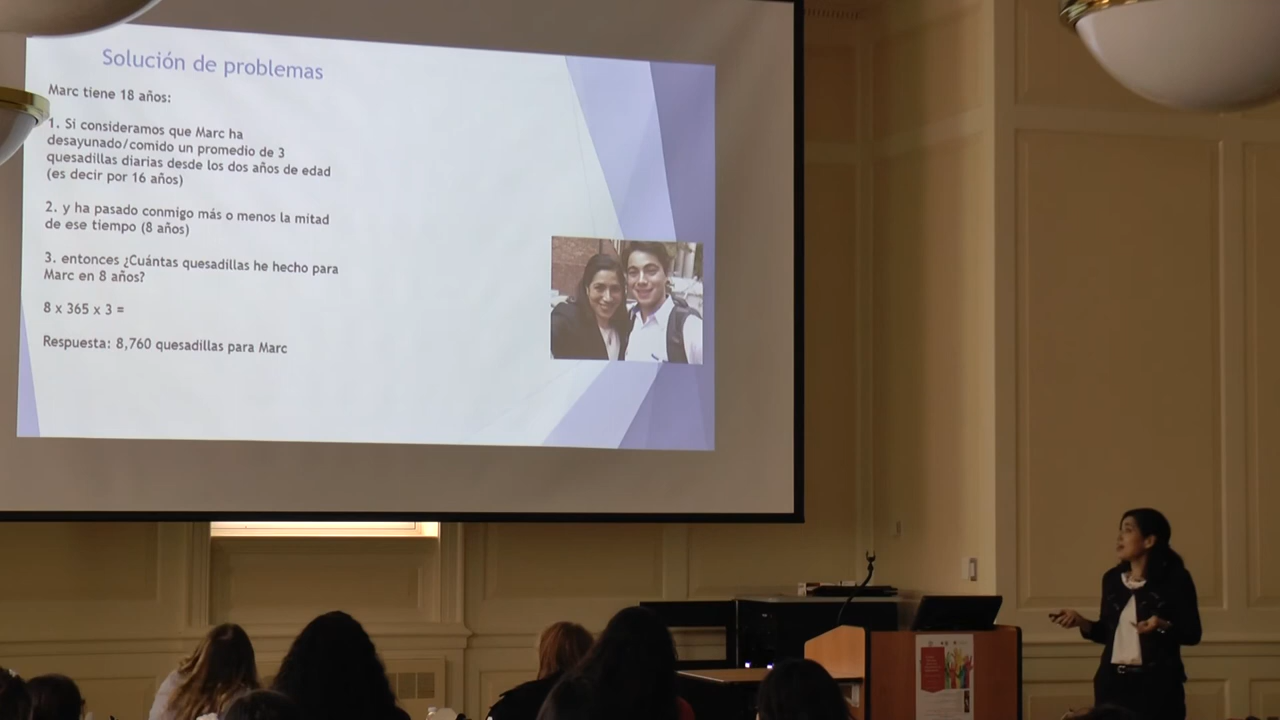 Solución de problemas
Marc tiene 18 años:
1. Si consideramos que Marc ha
desayunado/comido un promedio de 3
quesadillas diarias desde los dos años de edad
(es decir por 16 años)
2. y ha pasado conmigo más o menos la mitad
de ese tiempo (8 años)
3. entonces ¿Cuántas quesadillas he hecho para
Marc en 8 años?
8 x 365 x 3 =
Respuesta: 8,760 quesadillas para Marc